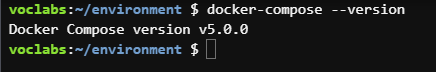 voclabs:~/environment $ docker-compose --version
Docker Compose version v5.0.0
voclabs:~/environment $